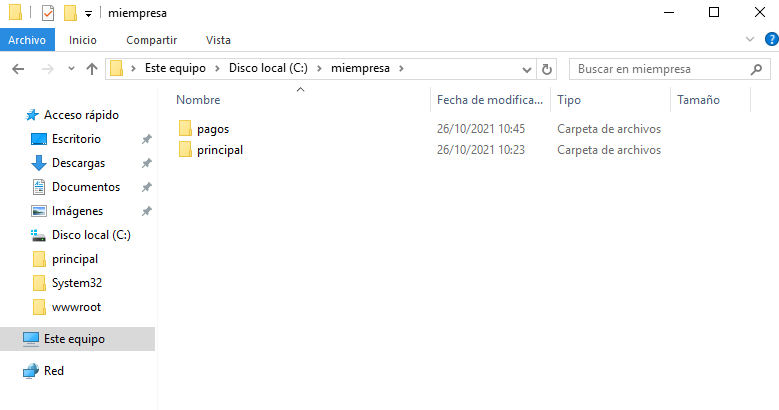 miempresa
Archivo Inicio Compartir Vista
Este equipo Disco local (C:) miempresa
Buscar en miempresa
Nombre Fecha de modifica... Tipo Tamaño
pagos 26/10/2021 10:45 Carpeta de archivos
principal 26/10/2021 10:23 Carpeta de archivos
Acceso rápido
Escritorio
Descargas
Documentos
Imágenes
Disco local (C:)
principal
System32
wwwroot
Este equipo
Red